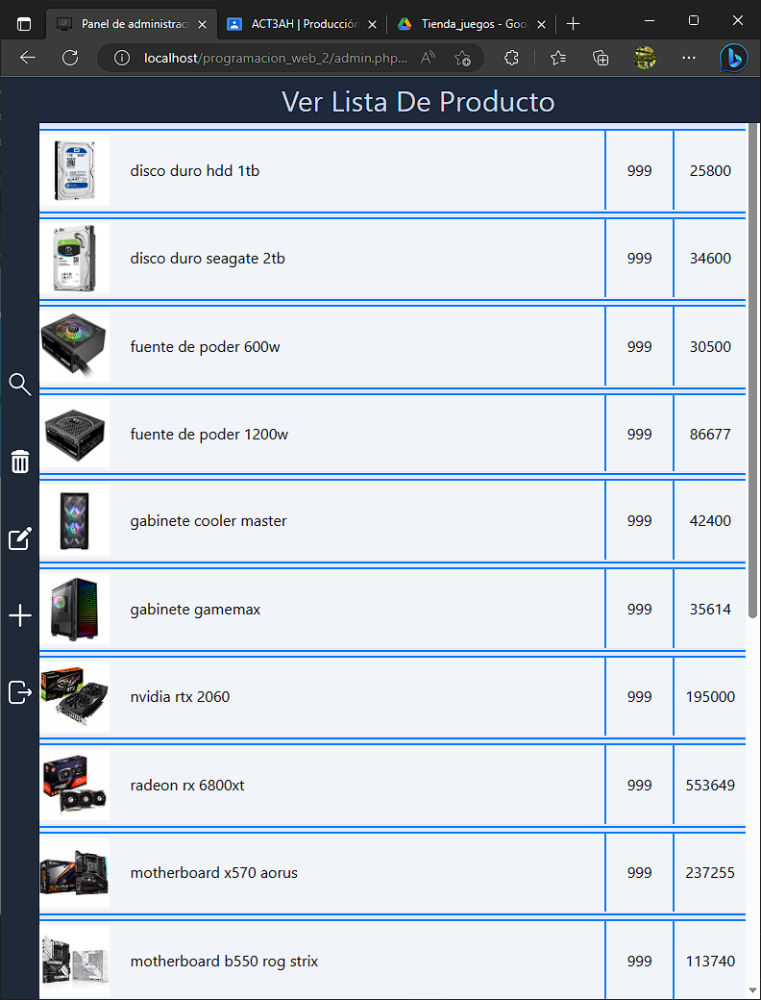 Panel de administrac
ACT3AH | Producción
Tienda_juegos - Goo
localhost/programacion_web_2/admin.php...
Ver Lista De Producto
disco duro hdd 1tb 999 25800
disco duro seagate 2tb 999 34600
fuente de poder 600w 999 30500
fuente de poder 1200w 999 86677
gabinete cooler master 999 42400
gabinete gamemax 999 35614
nvidia rtx 2060 999 195000
radeon rx 6800xt 999 553649
motherboard x570 aorus 999 237255
motherboard b550 rog strix 999 113740